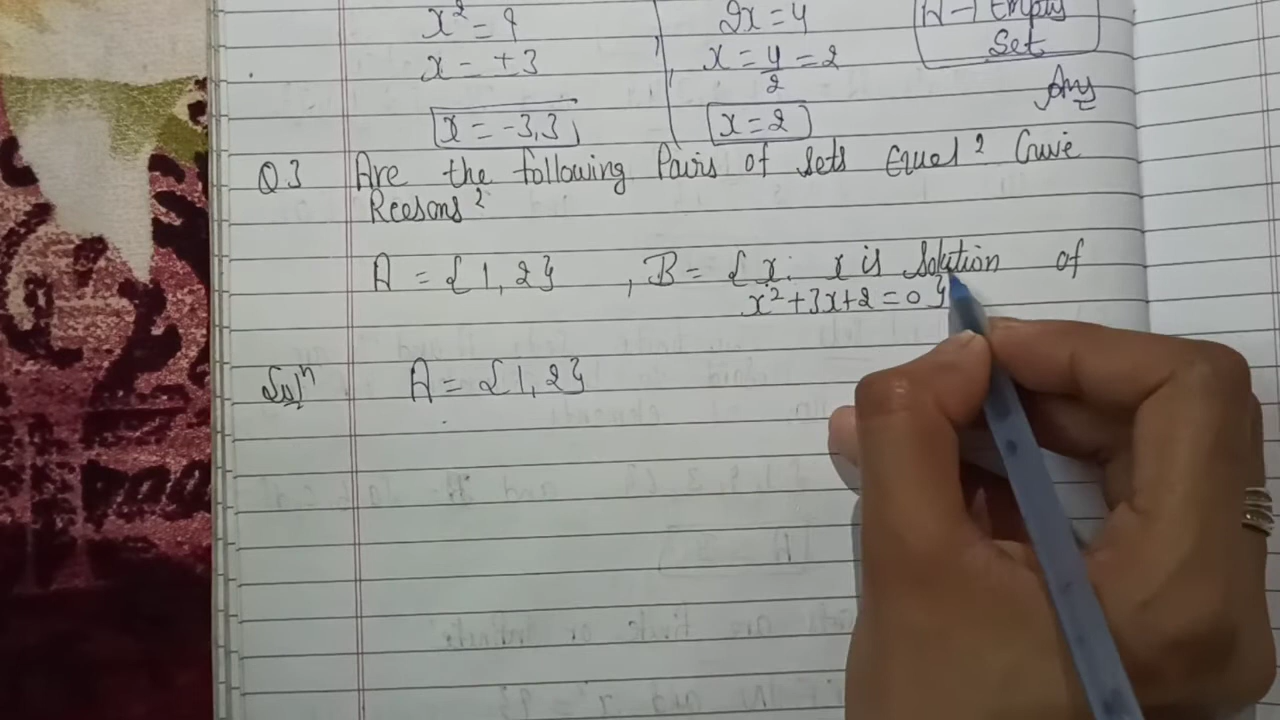 x² = 9
x = ±3
x = -3,3
2x = 4
x = 4/2 = 2
x = 2
A → Empty
Set
Ans
Q3 Are the following Pairs of sets Equal? Give
Reasons?
A = {1, 2} , B = {x: x is Solution of
x²+3x+2=0}
Solⁿ A = {1, 2}